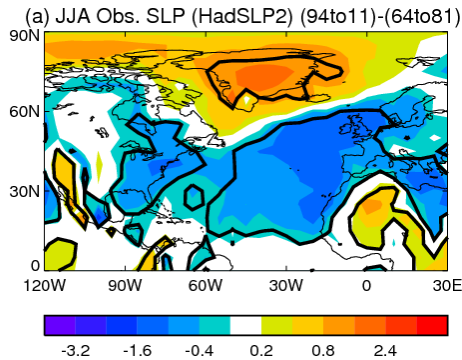 (a) JJA Obs. SLP (HadSLP2) (94to11)-(64to81)
90N
60N
30N
0
120W 90W 60W 30W 0 30E
-3.2 -1.6 -0.4 0.2 0.8 2.4